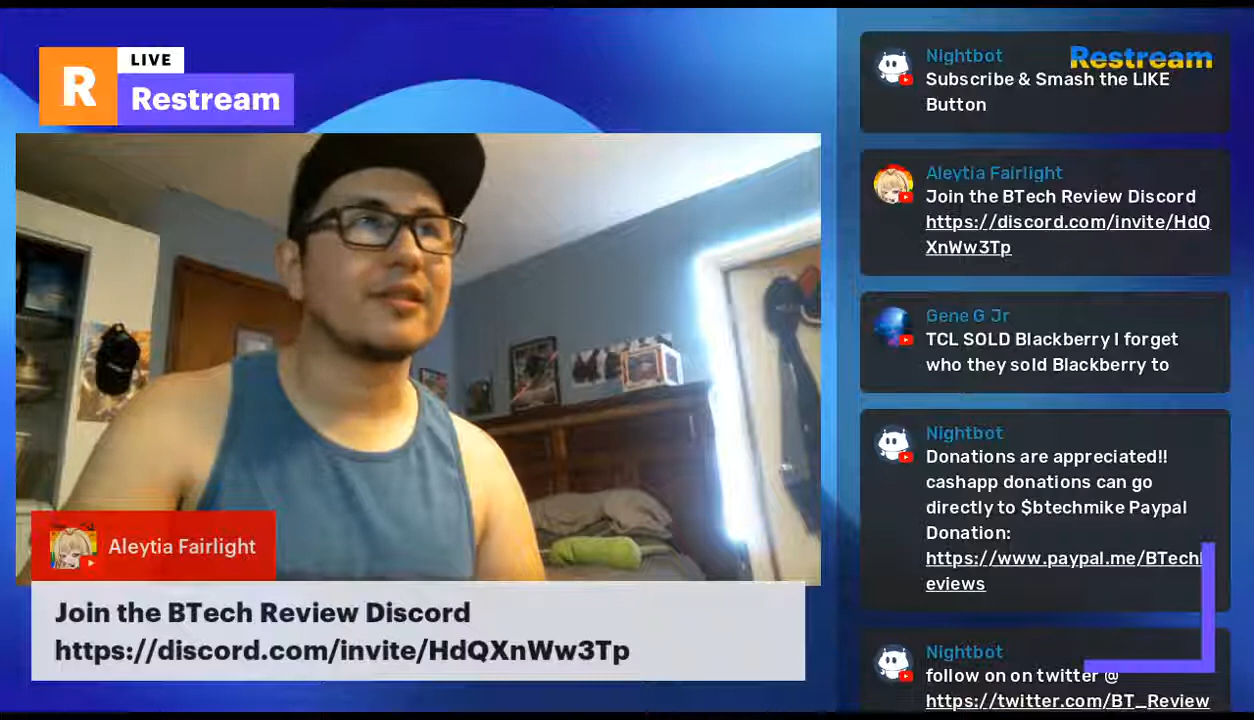 R
LIVE
Restream
Aleytia Fairlight
Join the BTech Review Discord
https://discord.com/invite/HdQXnWw3Tp
Restream
Nightbot
Subscribe & Smash the LIKE
Button
Aleytia Fairlight
Join the BTech Review Discord
https://discord.com/invite/HdQ
XnWw3Tp
Gene G Jr
TCL SOLD Blackberry I forget
who they sold Blackberry to
Nightbot
Donations are appreciated!!
cashapp donations can go
directly to $btechmike Paypal
Donation:
https://www.paypal.me/BTechR
eviews
Nightbot
follow on on twitter @
https://twitter.com/BT_Review